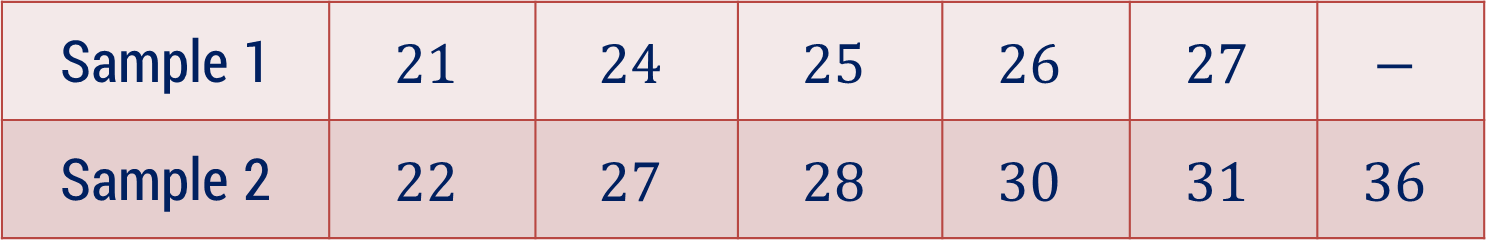 Sample 1 21 24 25 26 27 –
Sample 2 22 27 28 30 31 36